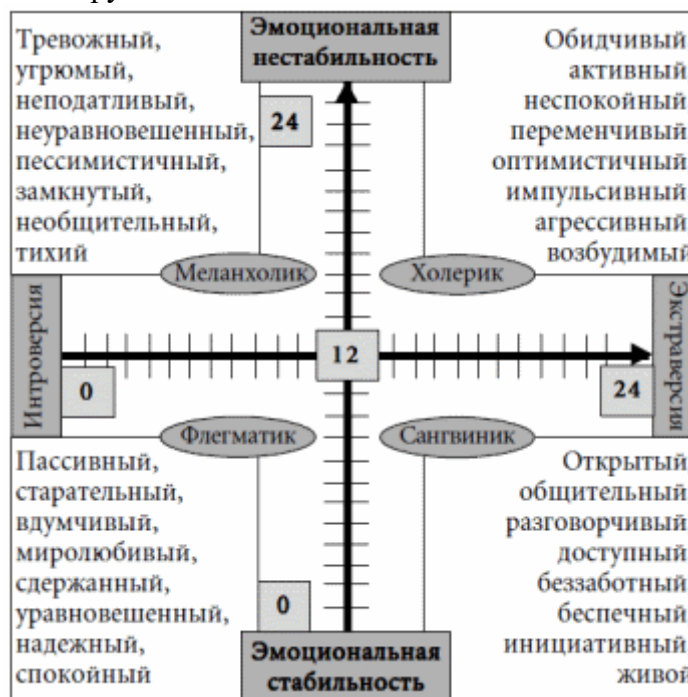 Эмоциональная
нестабильность
Тревожный,
угрюмый,
неподатливый,
неуравновешенный,
пессимистичный,
замкнутый,
необщительный,
тихий
24
Обидчивый
активный
неспокойный
переменчивый
оптимистичный
импульсивный
агрессивный
возбудимый
Меланхолик
Холерик
Интроверсия
0
12
24
Экстраверсия
Флегматик
Сангвиник
Пассивный,
старательный,
вдумчивый,
миролюбивый,
сдержанный,
уравновешенный,
надежный,
спокойный
0
Открытый
общительный
разговорчивый
доступный
беззаботный
беспечный
инициативный,
живой
Эмоциональная
стабильность